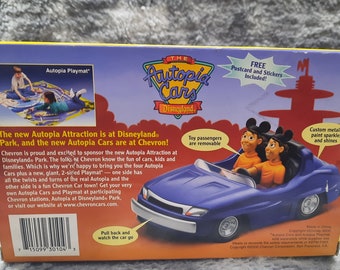 Autopia Playmat*
THE
Autopia
Cars
Disneyland
FREE
Postcard and Stickers
Included!
The new Autopia Attraction is at Disneyland®
Park, and the new Autopia Cars are at Chevron!
Chevron is proud and excited to sponsor the new Autopia Attraction at
Disneyland® Park. The folks at Chevron know the fun of cars, kids and
families. Which is why we're happy to bring you the four Autopia
Cars plus a new, giant, 2-sided Playmat — one side has
all the twists and turns of the real Autopia and the
other side is a fun Chevron Car town! Get your very
own Autopia Cars and Playmat at participating
Chevron stations, Autopia at Disneyland® Park,
or visit us at www.chevroncars.com.
Toy passengers
are removable
Custom metallic
paint sparkles
and shines
Pull back and
watch the car go
15099 30104